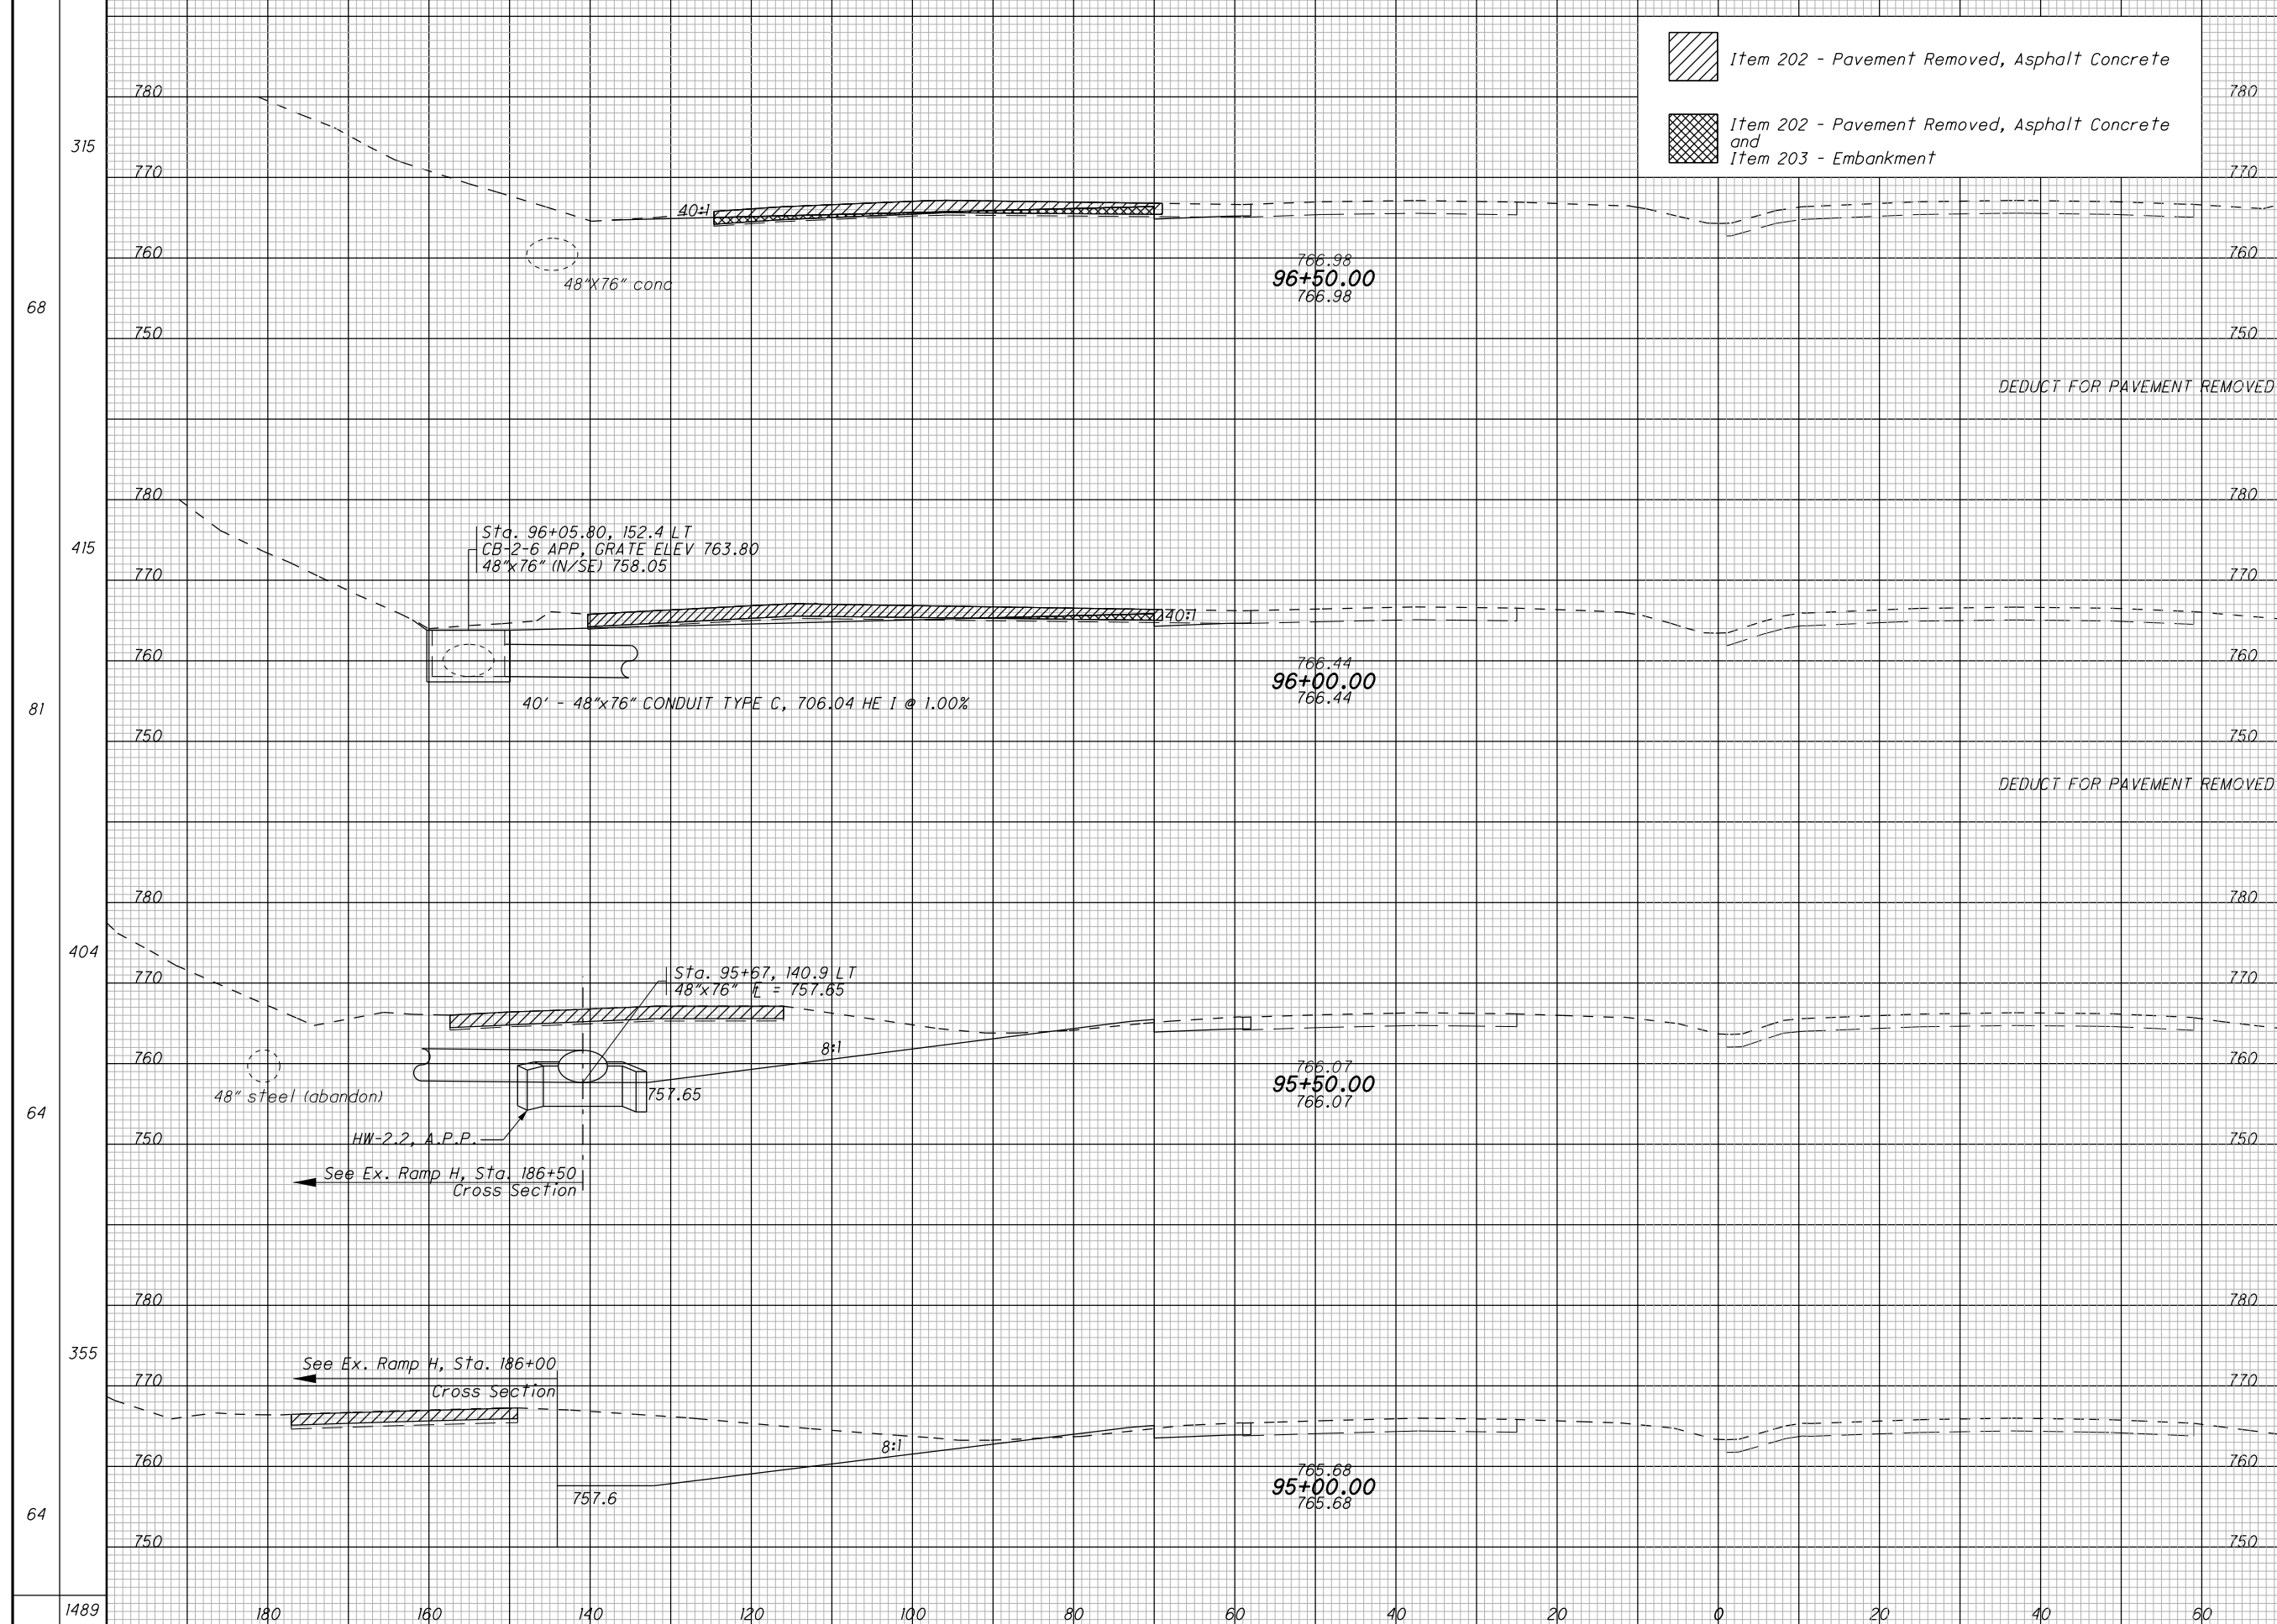 Item 202 - Pavement Removed, Asphalt Concrete
Item 202 - Pavement Removed, Asphalt Concrete
and
Item 203 - Embankment
780
780
315
770
770
40:1
760
760
48"X76" cond
766.98
96+50.00
766.98
68
750
750
DEDUCT FOR PAVEMENT REMOVED
780
780
Sta. 96+05.80, 152.4 LT
CB-2-6 APP, GRATE ELEV 763.80
48"x76" (N/SE) 758.05
415
770
770
40:1
760
760
766.44
96+00.00
766.44
40' - 48"x76" CONDUIT TYPE C, 706.04 HE I @ 1.00%
81
750
750
DEDUCT FOR PAVEMENT REMOVED
780
780
404
770
770
Sta. 95+67, 140.9 LT
48"x76" = 757.65
8:1
760
760
766.07
95+50.00
766.07
757.65
48" steel (abandon)
64
HW-2.2, A.P.P.
750
750
See Ex. Ramp H, Sta. 186+50
Cross Section
780
780
355
See Ex. Ramp H, Sta. 186+00
Cross Section
770
770
8:1
760
760
765.68
95+00.00
765.68
757.6
64
750
750
1489
180 160 140 120 100 80 60 40 20 0 20 40 60